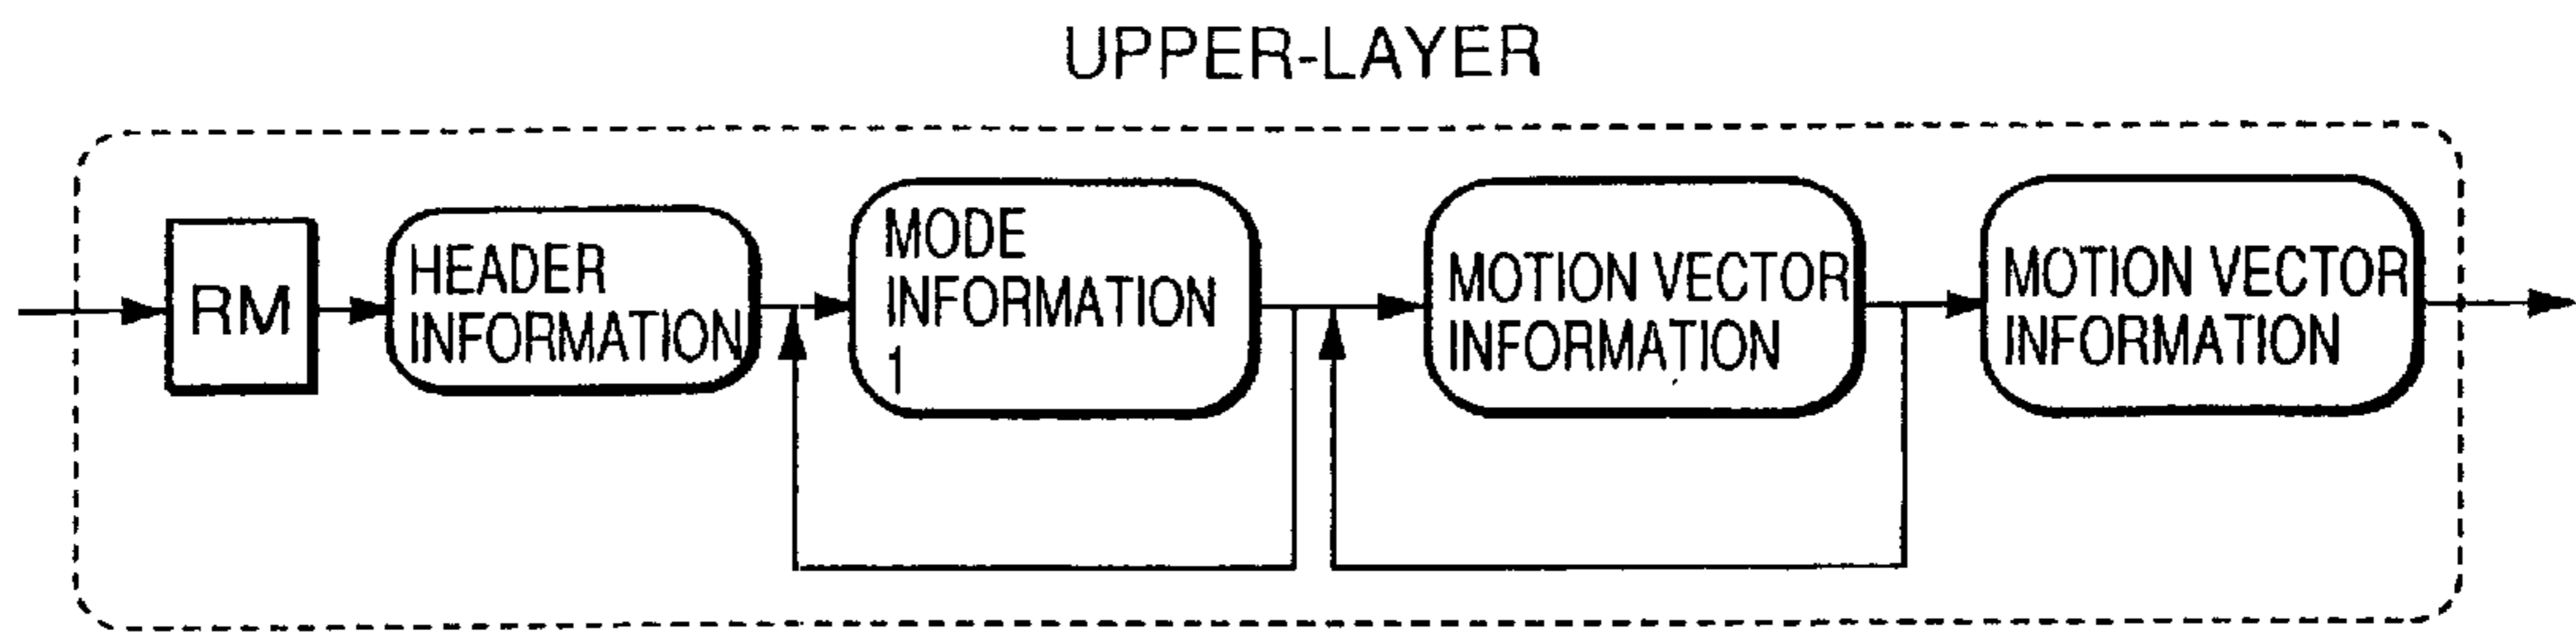 UPPER-LAYER
RM
HEADER
INFORMATION
MODE
INFORMATION
1
MOTION VECTOR
INFORMATION
MOTION VECTOR
INFORMATION